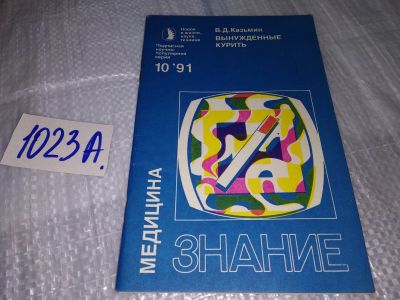 Новое
в жизни,
науке,
технике
Подписная
научно-
популярная
серия
10 '91
В.Д.Казьмин
ВЫНУЖДЕННЫЕ
КУРИТЬ
1023А.
МЕДИЦИНА
ЗНАНИЕ